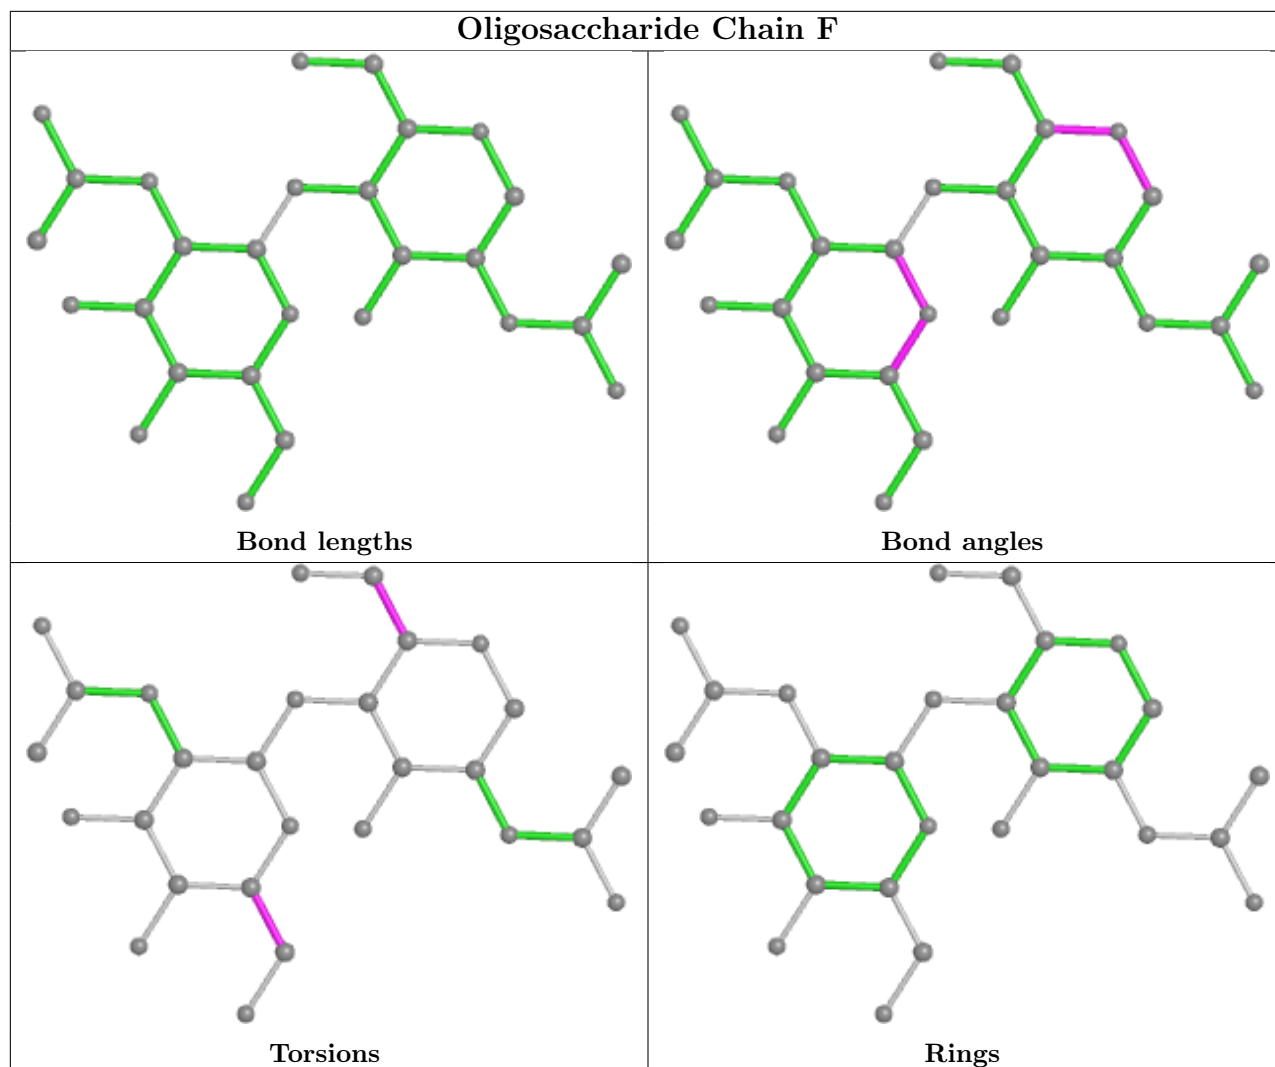 Oligosaccharide Chain F
Bond lengths
Bond angles
Torsions
Rings